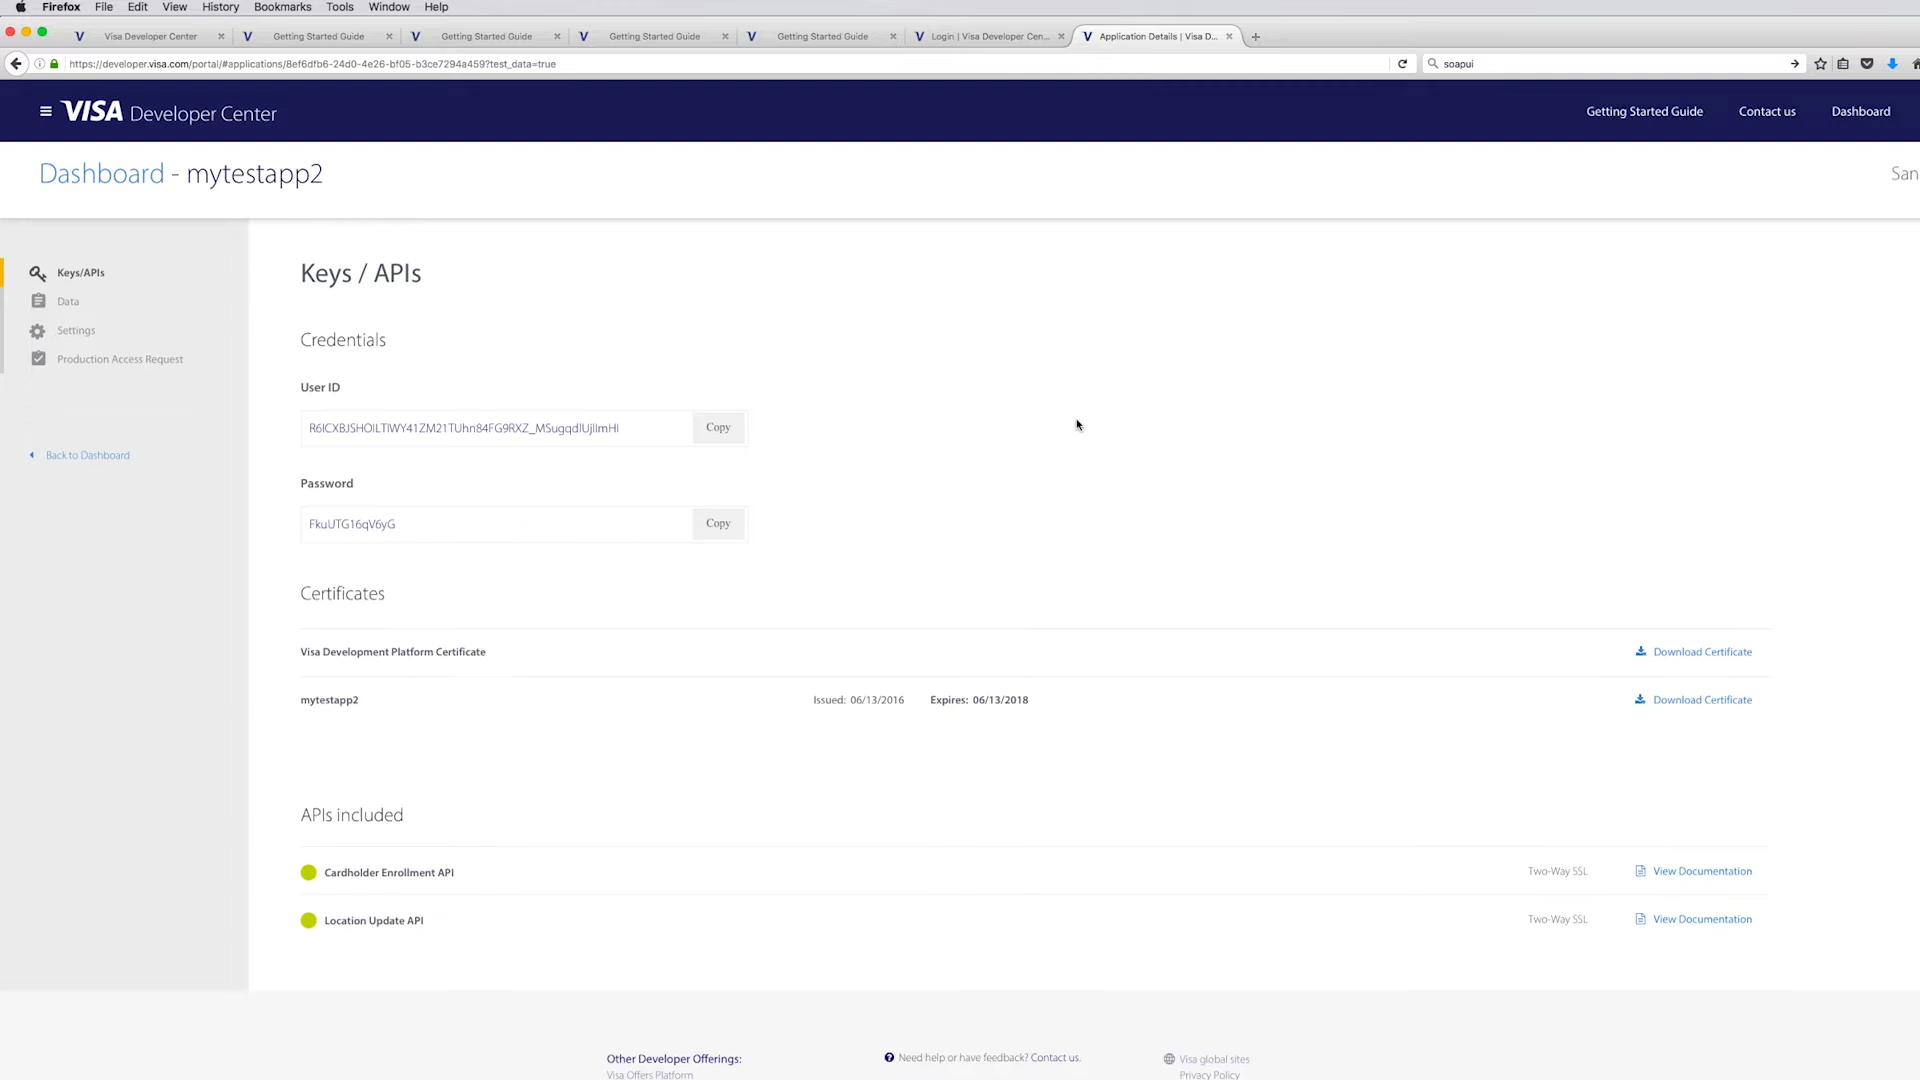 Firefox File Edit View History Bookmarks Tools Window Help
Visa Developer Center Getting Started Guide Getting Started Guide Getting Started Guide Getting Started Guide Login | Visa Developer Cen... Application Details | Visa D...
https://developer.visa.com/portal/#applications/8ef6dfb6-24d0-4e26-bf05-b3ce7294a459?test_data=true soapui
VISA Developer Center Getting Started Guide Contact us Dashboard
Dashboard - mytestapp2 San
Keys/APIs
Data
Settings
Production Access Request
Back to Dashboard
Keys / APIs
Credentials
User ID
Copy
Password
FkuUTG16qV6yG Copy
Certificates
Visa Development Platform Certificate Download Certificate
mytestapp2 Issued: 06/13/2016 Expires: 06/13/2018 Download Certificate
APIs included
Cardholder Enrollment API Two-Way SSL View Documentation
Location Update API Two-Way SSL View Documentation
Other Developer Offerings: Need help or have feedback? Contact us. Visa global sites
Visa Offers Platform Privacy Policy